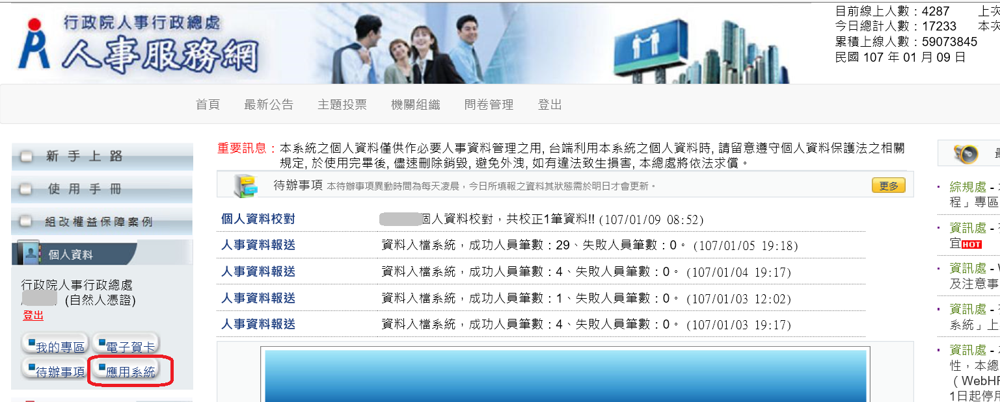 行政院人事行政總處
人事服務網
目前線上人數：4287 上次
今日總計人數：17233 本次
累積上線人數：59073845
民國 107 年 01 月 09 日
首頁 最新公告 主題投票 機關組織 問卷管理 登出
新手上路
使用手冊
組改權益保障案例
個人資料
行政院人事行政總處
(自然人憑證)
登出
我的專區 電子賀卡
待辦事項 應用系統
重要訊息：本系統之個人資料僅供作必要人事資料管理之用, 台端利用本系統之個人資料時, 請留意遵守個人資料保護法之相關
規定, 於使用完畢後, 儘速刪除銷毀, 避免外洩, 如有違法致生損害, 本總處將依法求償。
待辦事項 本待辦事項異動時間為每天凌晨，今日所填報之資料其狀態需於明日才會更新。
更多
個人資料校對 個人資料校對，共校正1筆資料!! (107/01/09 08:52)
人事資料報送 資料入檔系統，成功人員筆數：29、失敗人員筆數：0。 (107/01/05 19:18)
人事資料報送 資料入檔系統，成功人員筆數：4、失敗人員筆數：0。 (107/01/04 19:17)
人事資料報送 資料入檔系統，成功人員筆數：1、失敗人員筆數：0。 (107/01/03 12:02)
人事資料報送 資料入檔系統，成功人員筆數：4、失敗人員筆數：0。 (107/01/03 19:17)
綜規處 -
程」專區
資訊處 -
宜HOT
資訊處 -
及注意事
資訊處 -
系統」上
資訊處 -
性，本總
（WebHR
1日起停用